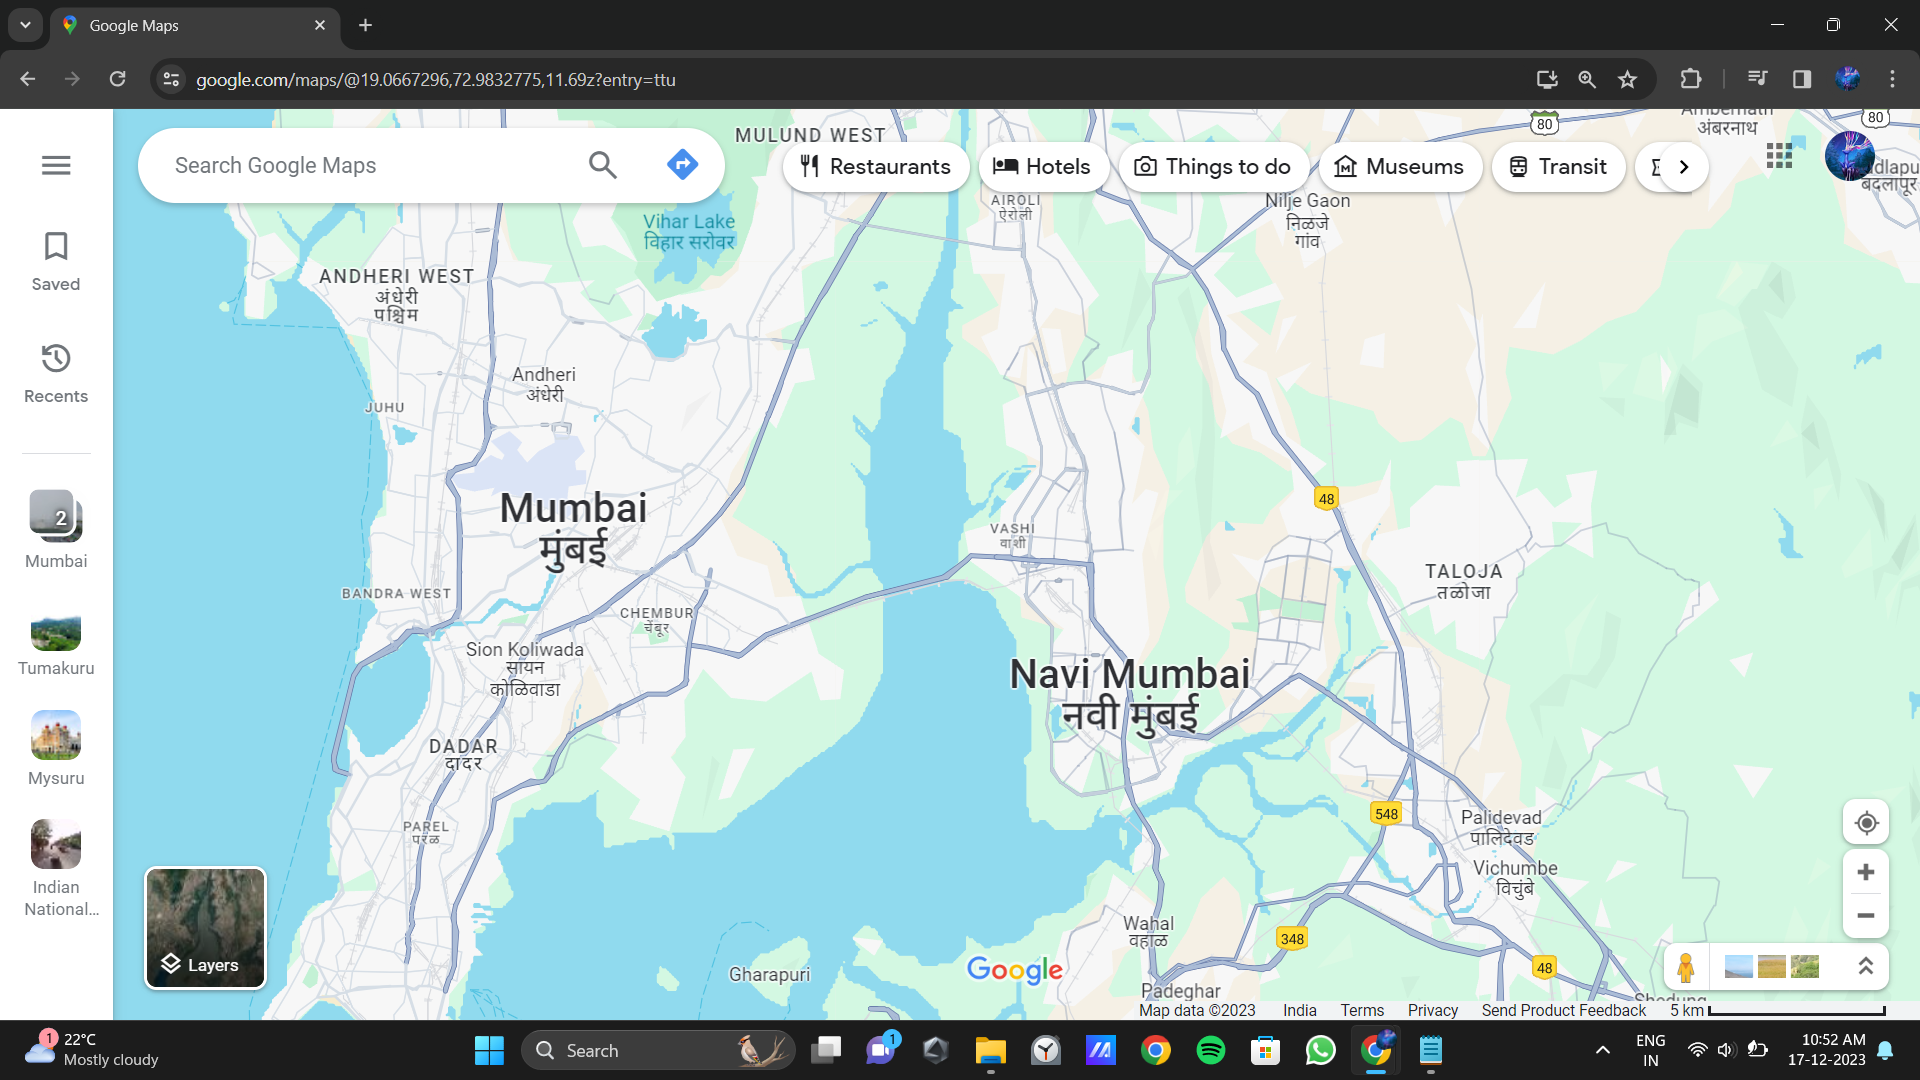 Google Maps
google.com/maps/@19.0667296,72.9832775,11.69z?entry=ttu
Search Google Maps
Restaurants
Hotels
Things to do
Museums
Transit
Saved
Recents
2
Mumbai
Tumakuru
Mysuru
Indian
National...
MULUND WEST
80
अंबरनाथ
80
बदलापूर
Vihar Lake
विहार सरोवर
AIROLI
ऐरोली
Nilje Gaon
निळजे
गांव
ANDHERI WEST
अंधेरी
पश्चिम
Andheri
अंधेरी
JUHU
Mumbai
मुंबई
48
VASHI
वाशी
TALOJA
तळोजा
BANDRA WEST
CHEMBUR
चेंबूर
Sion Koliwada
सायन
कोळिवाडा
Navi Mumbai
नवी मुंबई
DADAR
दादर
PAREL
परळ
548
Palidevad
पालिदेवड
Vichumbe
विचुंबे
Wahal
वहाळ
348
48
Gharapuri
Padeghar
Layers
Google
Map data ©2023 India Terms Privacy Send Product Feedback 5 km
1
22°C
Mostly cloudy
Search
1
ENG
IN
10:52 AM
17-12-2023